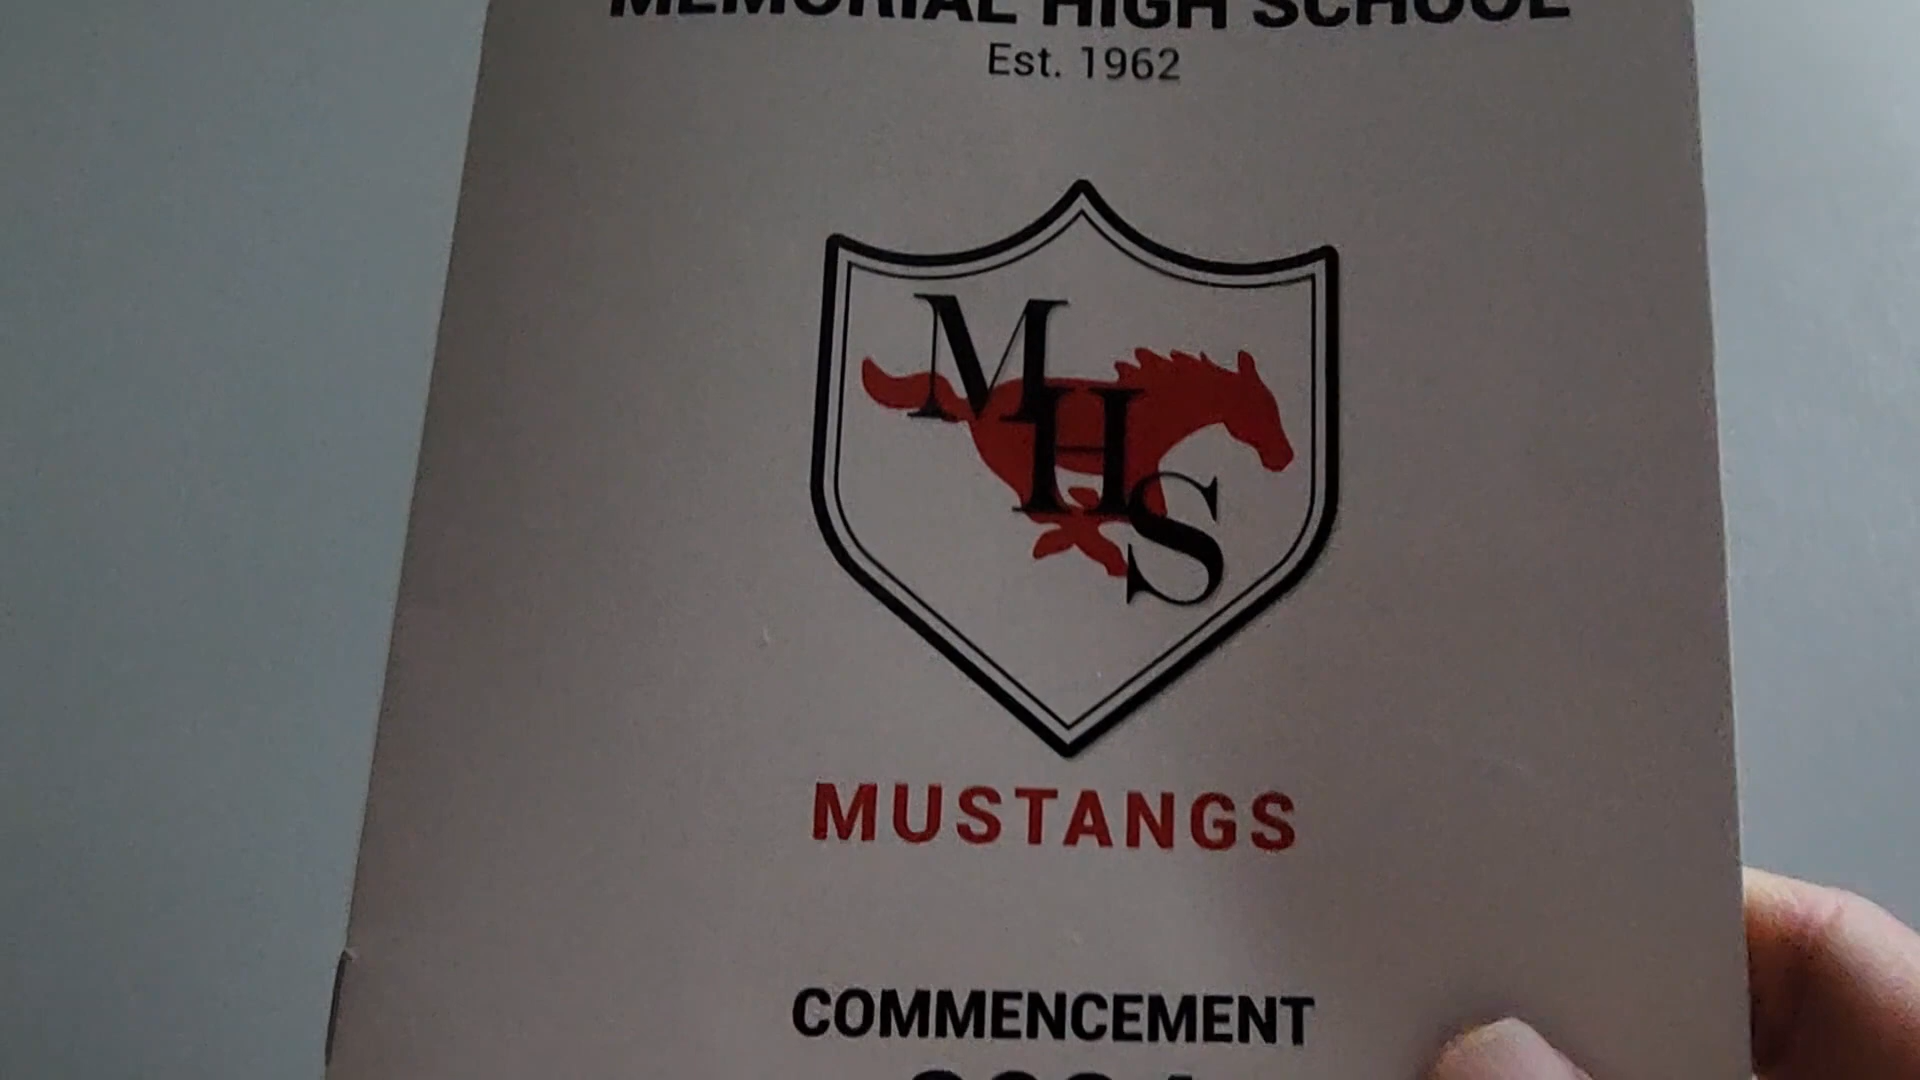 MEMORIAL HIGH SCHOOL
Est. 1962
MHS
MUSTANGS
COMMENCEMENT